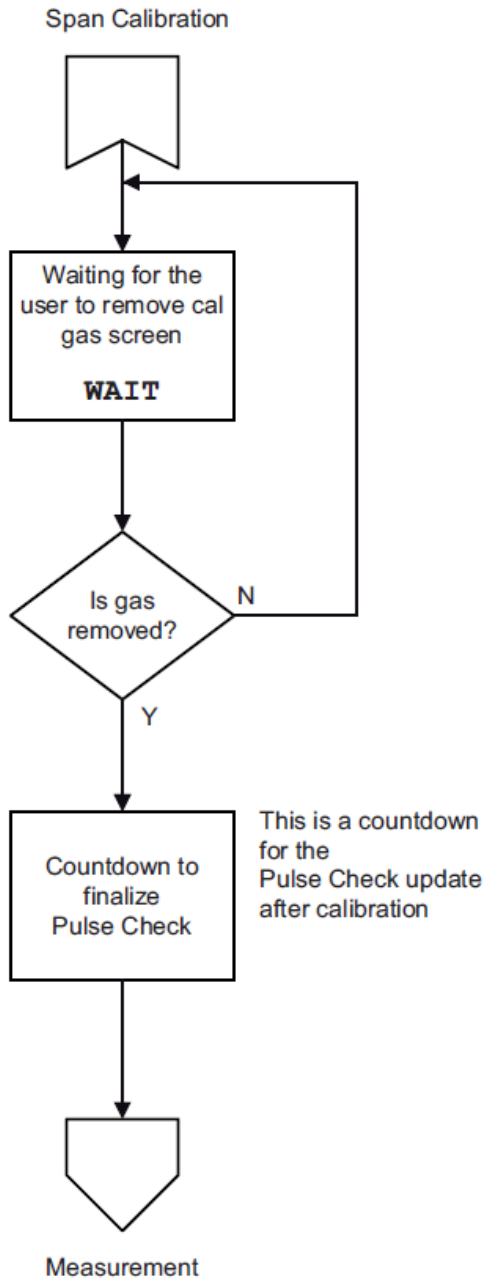 Span Calibration
Waiting for the
user to remove cal
gas screen
WAIT
Is gas
removed?
N
Y
Countdown to
finalize
Pulse Check
This is a countdown
for the
Pulse Check update
after calibration
Measurement